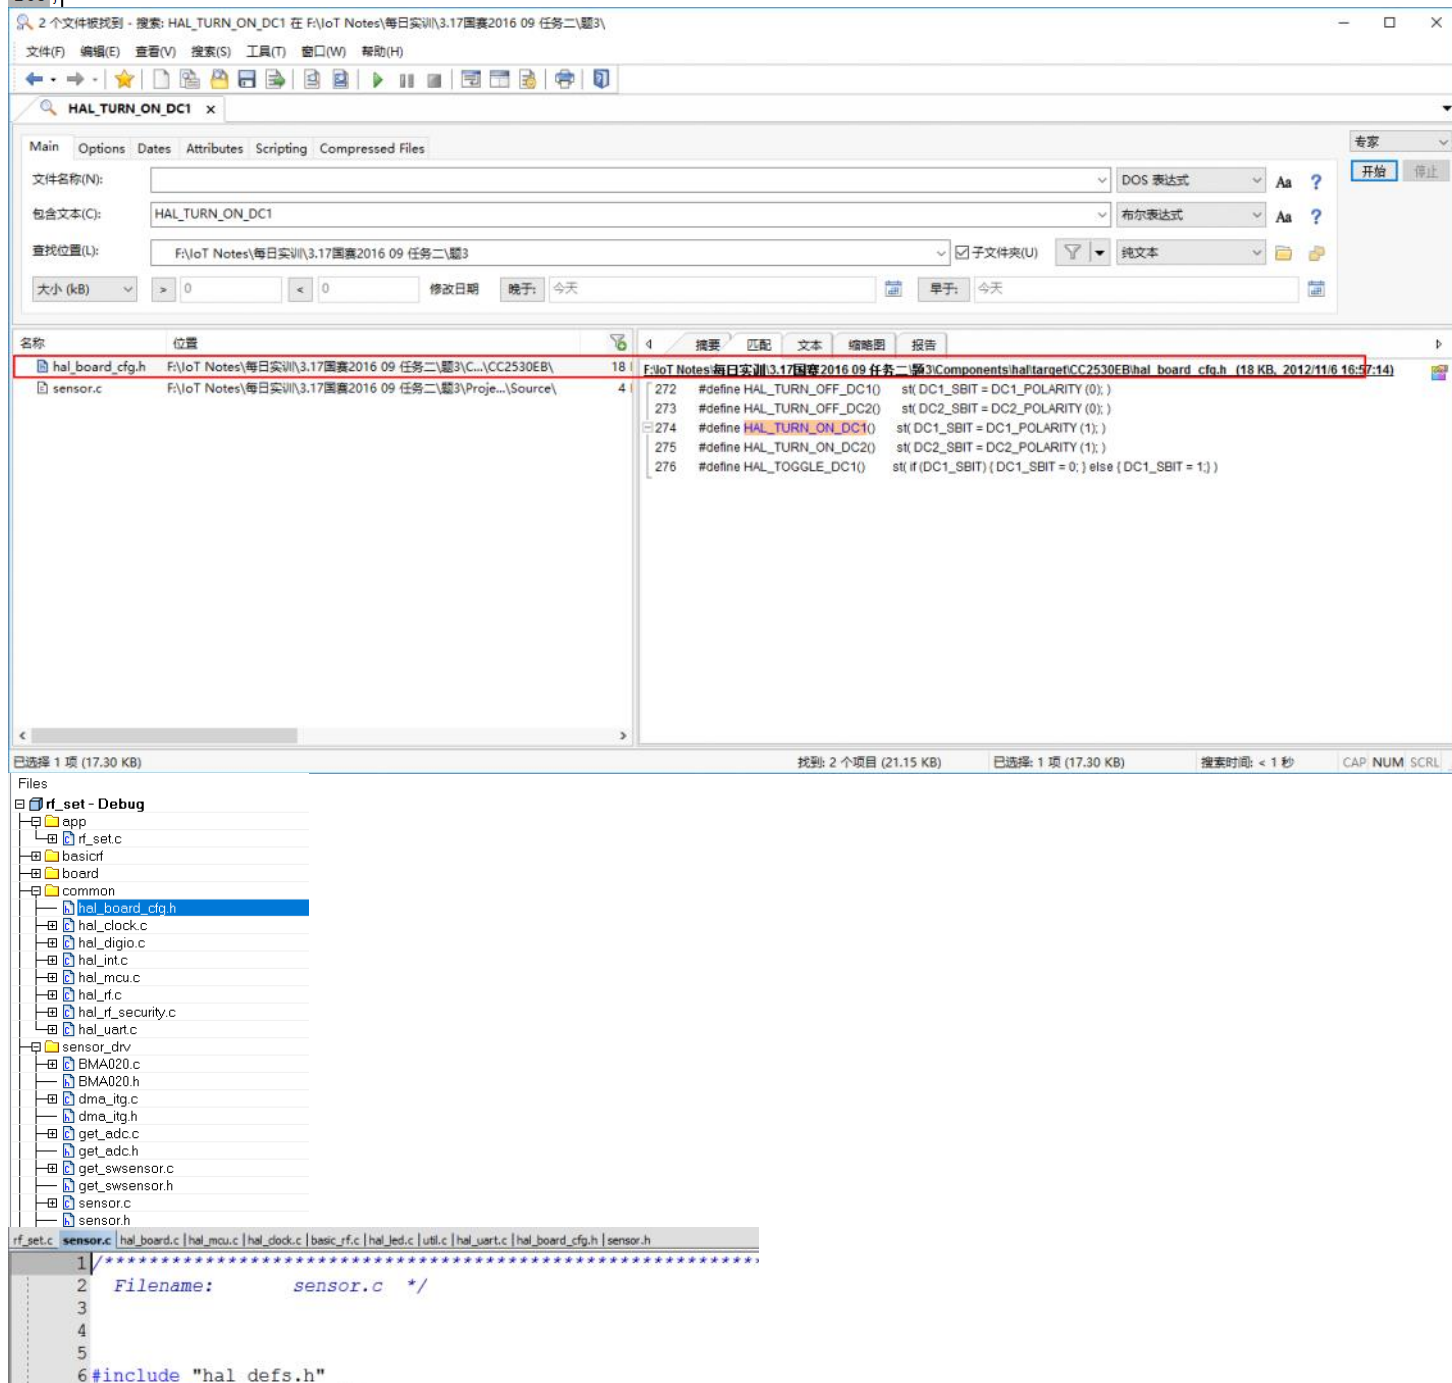 2 个文件被找到 - 搜索: HAL_TURN_ON_DC1 在 F:\IoT Notes\每日实训\3.17国赛2016 09 任务二\题3\
文件(F) 编辑(E) 查看(V) 搜索(S) 工具(T) 窗口(W) 帮助(H)
HAL_TURN_ON_DC1 x
Main Options Dates Attributes Scripting Compressed Files 专家
文件名称(N): DOS 表达式 Aa ? 开始 停止
包含文本(C): HAL_TURN_ON_DC1 布尔表达式 Aa ?
查找位置(L): F:\IoT Notes\每日实训\3.17国赛2016 09 任务二\题3 子文件夹(U) 纯文本
大小 (kB) > 0 < 0 修改日期 晚于: 今天 早于: 今天
名称 位置 摘要 匹配 文本 缩略图 报告
hal_board_cfg.h F:\IoT Notes\每日实训\3.17国赛2016 09 任务二\题3\C...\CC2530EB\ 18
sensor.c F:\IoT Notes\每日实训\3.17国赛2016 09 任务二\题3\Proje...\Source\ 4
F:\IoT Notes\每日实训\3.17国赛2016 09 任务二\题3\Components\hal\target\CC2530EB\hal_board_cfg.h (18 KB, 2012/11/6 16:57:14)
272 #define HAL_TURN_OFF_DC1() st( DC1_SBIT = DC1_POLARITY (0); )
273 #define HAL_TURN_OFF_DC2() st( DC2_SBIT = DC2_POLARITY (0); )
274 #define HAL_TURN_ON_DC1() st( DC1_SBIT = DC1_POLARITY (1); )
275 #define HAL_TURN_ON_DC2() st( DC2_SBIT = DC2_POLARITY (1); )
276 #define HAL_TOGGLE_DC1() st( if (DC1_SBIT) { DC1_SBIT = 0; } else { DC1_SBIT = 1;} )
已选择 1 项 (17.30 KB) 找到: 2 个项目 (21.15 KB) 已选择: 1 项 (17.30 KB) 搜索时间: < 1 秒 CAP NUM SCRL
Files
rf_set - Debug
app
rf_set.c
basicrf
board
common
hal_board_cfg.h
hal_clock.c
hal_digio.c
hal_int.c
hal_mcu.c
hal_rf.c
hal_rf_security.c
hal_uart.c
sensor_drv
BMA020.c
BMA020.h
dma_itg.c
dma_itg.h
get_adc.c
get_adc.h
get_swsensor.c
get_swsensor.h
sensor.c
sensor.h
rf_set.c sensor.c | hal_board.c | hal_mcu.c | hal_clock.c | basic_rf.c | hal_led.c | util.c | hal_uart.c | hal_board_cfg.h | sensor.h
1 /***********************************************************
2 Filename: sensor.c */
3
4
5
6 #include "hal_defs.h"